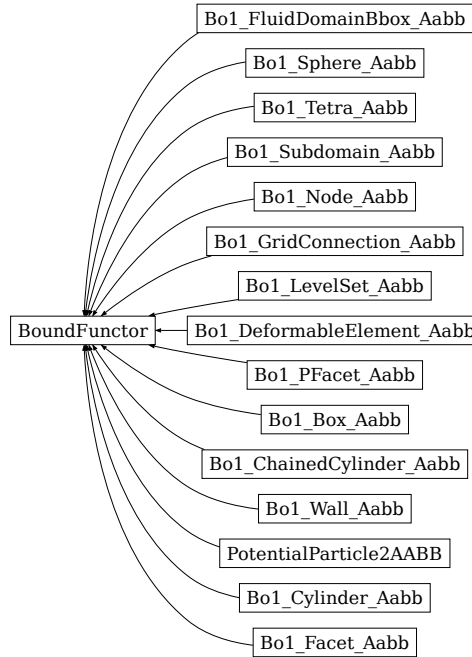 Bo1_FluidDomainBbox_Aabb
Bo1_Sphere_Aabb
Bo1_Tetra_Aabb
Bo1_Subdomain_Aabb
Bo1_Node_Aabb
Bo1_GridConnection_Aabb
Bo1_LevelSet_Aabb
BoundFunctor
Bo1_DeformableElement_Aabb
Bo1_PFacet_Aabb
Bo1_Box_Aabb
Bo1_ChainedCylinder_Aabb
Bo1_Wall_Aabb
PotentialParticle2AABB
Bo1_Cylinder_Aabb
Bo1_Facet_Aabb